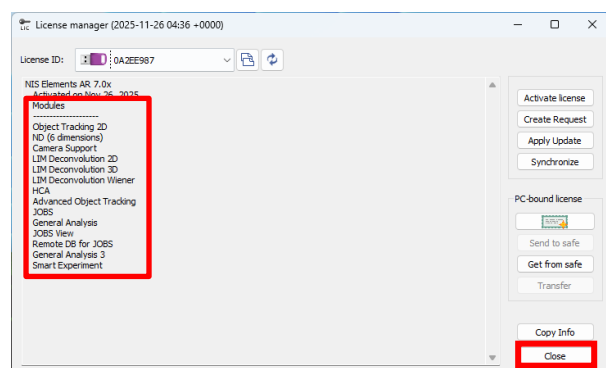 LIC License manager (2025-11-26 04:36 +0000)
License ID: 0A2EE987
NIS Elements AR 7.0x
Activated on Nov 26, 2025
Modules
--------------------
Object Tracking 2D
ND (6 dimensions)
Camera Support
LIM Deconvolution 2D
LIM Deconvolution 3D
LIM Deconvolution Wiener
HCA
Advanced Object Tracking
JOBS
General Analysis
JOBS View
Remote DB for JOBS
General Analysis 3
Smart Experiment
Activate license
Create Request
Apply Update
Synchronize
PC-bound license
Send to safe
Get from safe
Transfer
Copy Info
Close